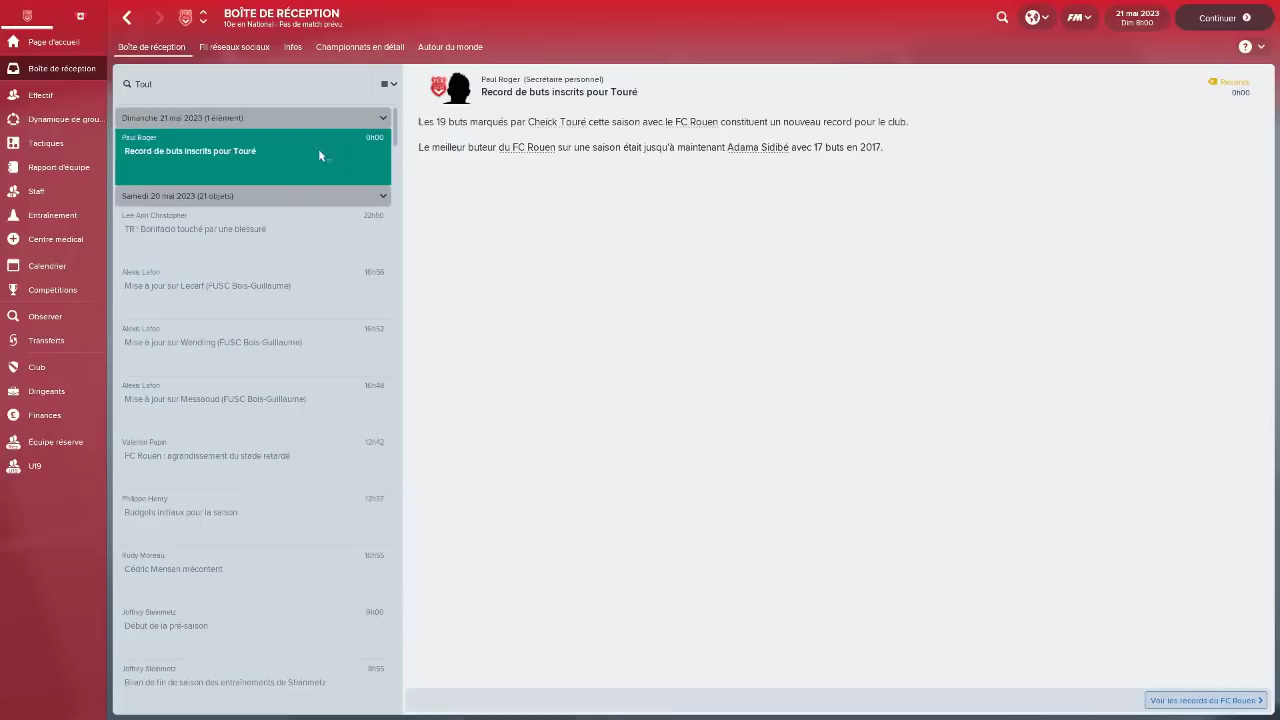 BOÎTE DE RÉCEPTION
10e en National - Pas de match prévu.
FM
21 mai 2023
Dim 8h00
Continuer
Page d'accueil
Boîte de réception
Effectif
Dynamique de grou...
Tactiques
Rapport d'équipe
Staff
Entraînement
Centre médical
Calendrier
Compétitions
Observer
Transferts
Club
Dirigeants
Finances
Équipe réserve
U19
Boîte de réception
Fil réseaux sociaux
Infos
Championnats en détail
Autour du monde
?
Tout
Dimanche 21 mai 2023 (1 élément)
Paul Roger
0h00
Record de buts inscrits pour Touré
Samedi 20 mai 2023 (21 objets)
Lee Ann Christopher
22h50
TR : Bonifacio touché par une blessure
Alexis Lafon
16h56
Mise à jour sur Lecerf (FUSC Bois-Guillaume)
Alexis Lafon
16h52
Mise à jour sur Wendling (FUSC Bois-Guillaume)
Alexis Lafon
16h48
Mise à jour sur Messaoud (FUSC Bois-Guillaume)
Valentin Papin
12h42
FC Rouen : agrandissement du stade retardé
Philippe Henry
12h37
Budgets initiaux pour la saison
Rudy Moreau
10h55
Cédric Mensah mécontent
Joffrey Steinmetz
9h00
Début de la pré-saison
Joffrey Steinmetz
8h55
Bilan de fin de saison des entraînements de Steinmetz
Paul Roger (Secrétaire personnel)
Record de buts inscrits pour Touré
Records
0h00
Les 19 buts marqués par Cheick Touré cette saison avec le FC Rouen constituent un nouveau record pour le club.
Le meilleur buteur du FC Rouen sur une saison était jusqu'à maintenant Adama Sidibé avec 17 buts en 2017.
Voir les records du FC Rouen